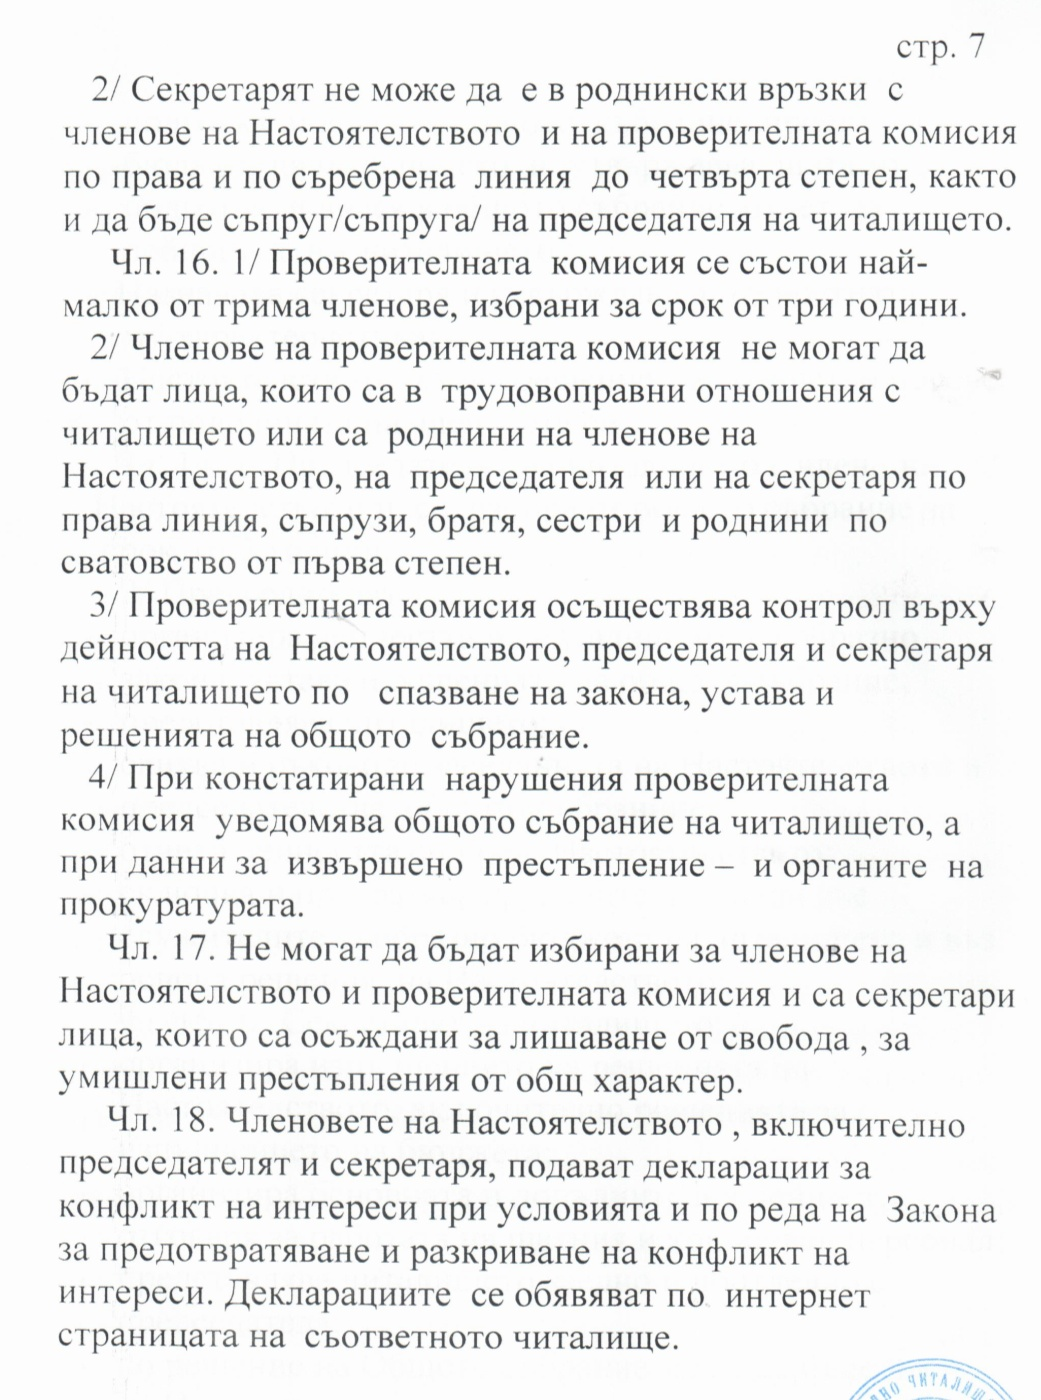 стр. 7
2/ Секретарят не може да е в роднински връзки с
членове на Настоятелството и на проверителната комисия
по права и по съребрена линия до четвърта степен, както
и да бъде съпруг/съпруга/ на председателя на читалището.
Чл. 16. 1/ Проверителната комисия се състои най-
малко от трима членове, избрани за срок от три години.
2/ Членове на проверителната комисия не могат да
бъдат лица, които са в трудовоправни отношения с
читалището или са роднини на членове на
Настоятелството, на председателя или на секретаря по
права линия, съпрузи, братя, сестри и роднини по
сватовство от първа степен.
3/ Проверителната комисия осъществява контрол върху
дейността на Настоятелството, председателя и секретаря
на читалището по спазване на закона, устава и
решенията на общото събрание.
4/ При констатирани нарушения проверителната
комисия уведомява общото събрание на читалището, а
при данни за извършено престъпление – и органите на
прокуратурата.
Чл. 17. Не могат да бъдат избирани за членове на
Настоятелството и проверителната комисия и са секретари
лица, които са осъждани за лишаване от свобода , за
умишлени престъпления от общ характер.
Чл. 18. Членовете на Настоятелството , включително
председателят и секретаря, подават декларации за
конфликт на интереси при условията и по реда на Закона
за предотвратяване и разкриване на конфликт на
интереси. Декларациите се обявяват по интернет
страницата на съответното читалище.